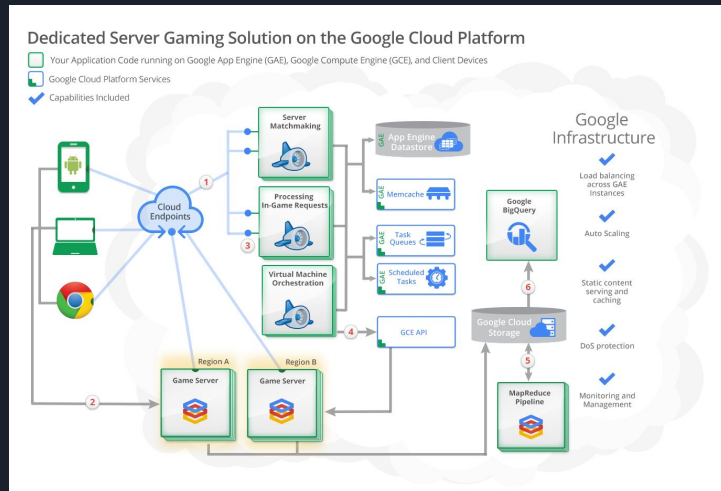 Dedicated Server Gaming Solution on the Google Cloud Platform
Your Application Code running on Google App Engine (GAE), Google Compute Engine (GCE), and Client Devices
Google Cloud Platform Services
Capabilities Included
Server
Matchmaking
GAE
App Engine
Datastore
Google
Infrastructure
1
Cloud
Endpoints
Processing
In-Game Requests
3
GAE
Memcache
GAE
Task
Queues
GAE
Scheduled
Tasks
Virtual Machine
Orchestration
4
GCE API
Google
BigQuery
6
Google Cloud
Storage
5
MapReduce
Pipeline
Load balancing
across GAE
Instances
Auto Scaling
Static content
serving and
caching
DoS protection
Monitoring and
Management
Region A
Game Server
Region B
Game Server
2